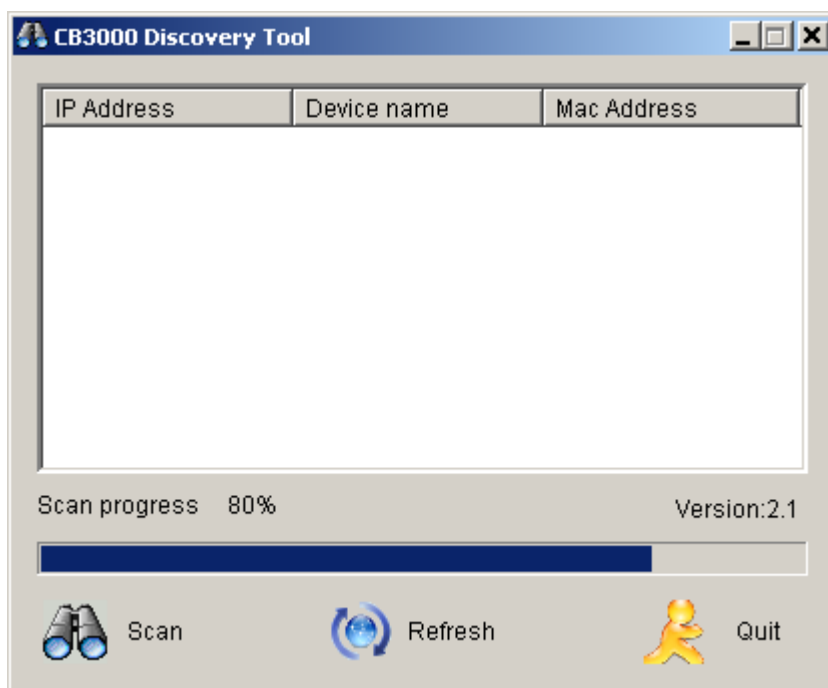 CB3000 Discovery Tool
IP Address Device name Mac Address
Scan progress 80% Version:2.1
Scan Refresh Quit